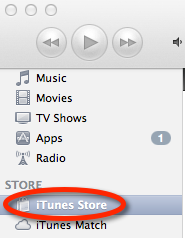 Music
Movies
TV Shows
Apps 1
Radio
STORE
iTunes Store
iTunes Match